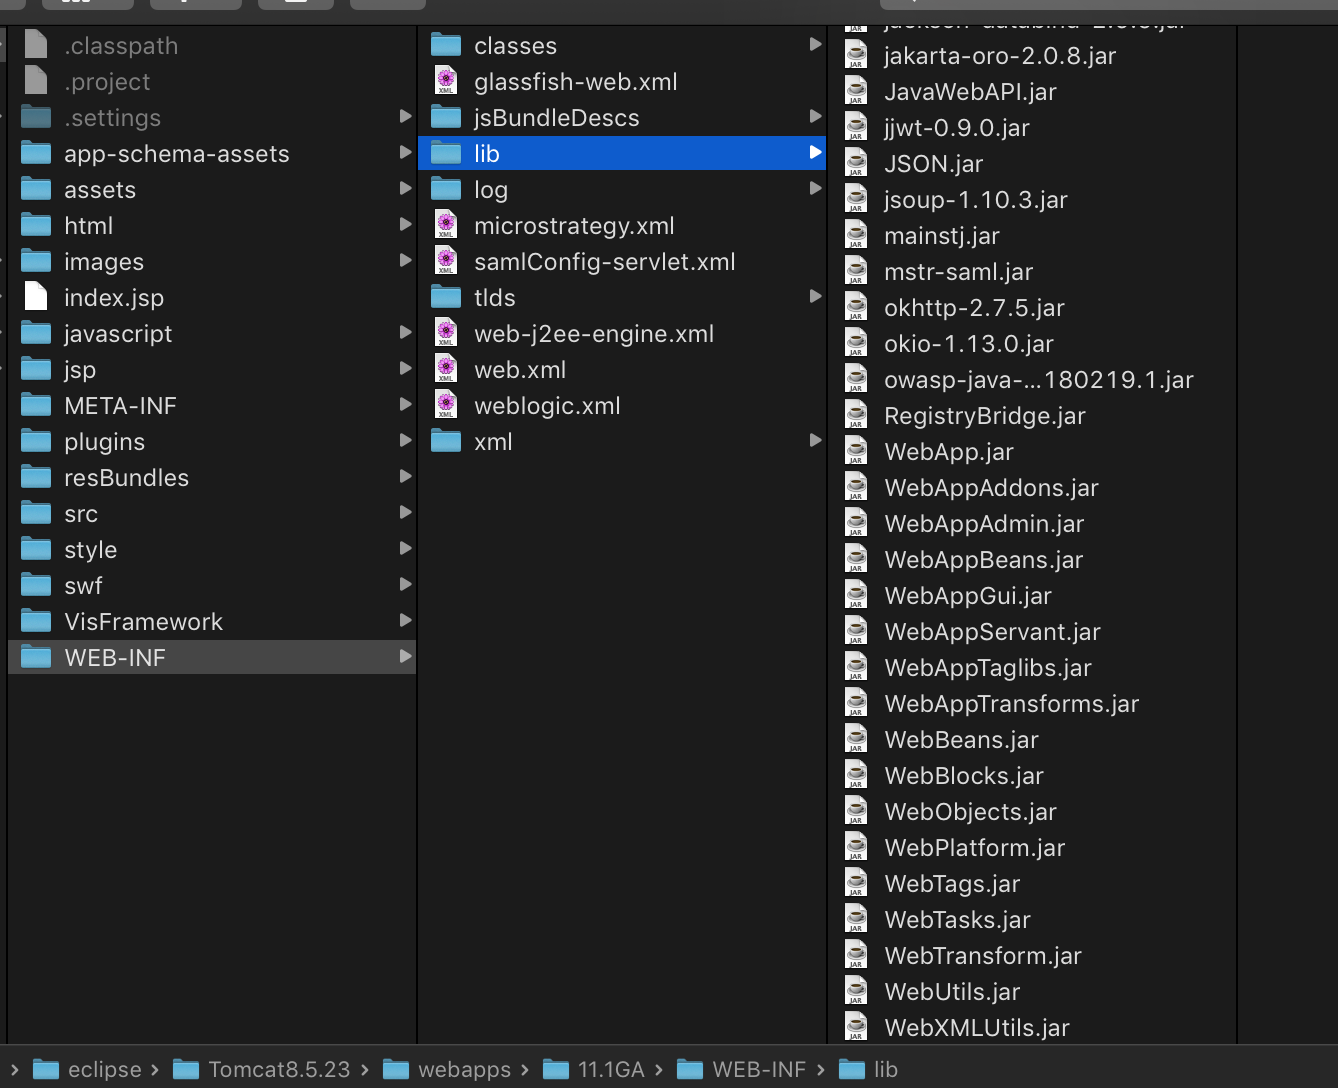 .classpath
.project
.settings
app-schema-assets
assets
html
images
index.jsp
javascript
jsp
META-INF
plugins
resBundles
src
style
swf
VisFramework
WEB-INF
classes
glassfish-web.xml
jsBundleDescs
lib
log
microstrategy.xml
samlConfig-servlet.xml
tlds
web-j2ee-engine.xml
web.xml
weblogic.xml
xml
jakarta-oro-2.0.8.jar
JavaWebAPI.jar
jjwt-0.9.0.jar
JSON.jar
jsoup-1.10.3.jar
mainstj.jar
mstr-saml.jar
okhttp-2.7.5.jar
okio-1.13.0.jar
owasp-java-...180219.1.jar
RegistryBridge.jar
WebApp.jar
WebAppAddons.jar
WebAppAdmin.jar
WebAppBeans.jar
WebAppGui.jar
WebAppServant.jar
WebAppTaglibs.jar
WebAppTransforms.jar
WebBeans.jar
WebBlocks.jar
WebObjects.jar
WebPlatform.jar
WebTags.jar
WebTasks.jar
WebTransform.jar
WebUtils.jar
WebXMLUtils.jar
› eclipse › Tomcat8.5.23 › webapps › 11.1GA › WEB-INF › lib